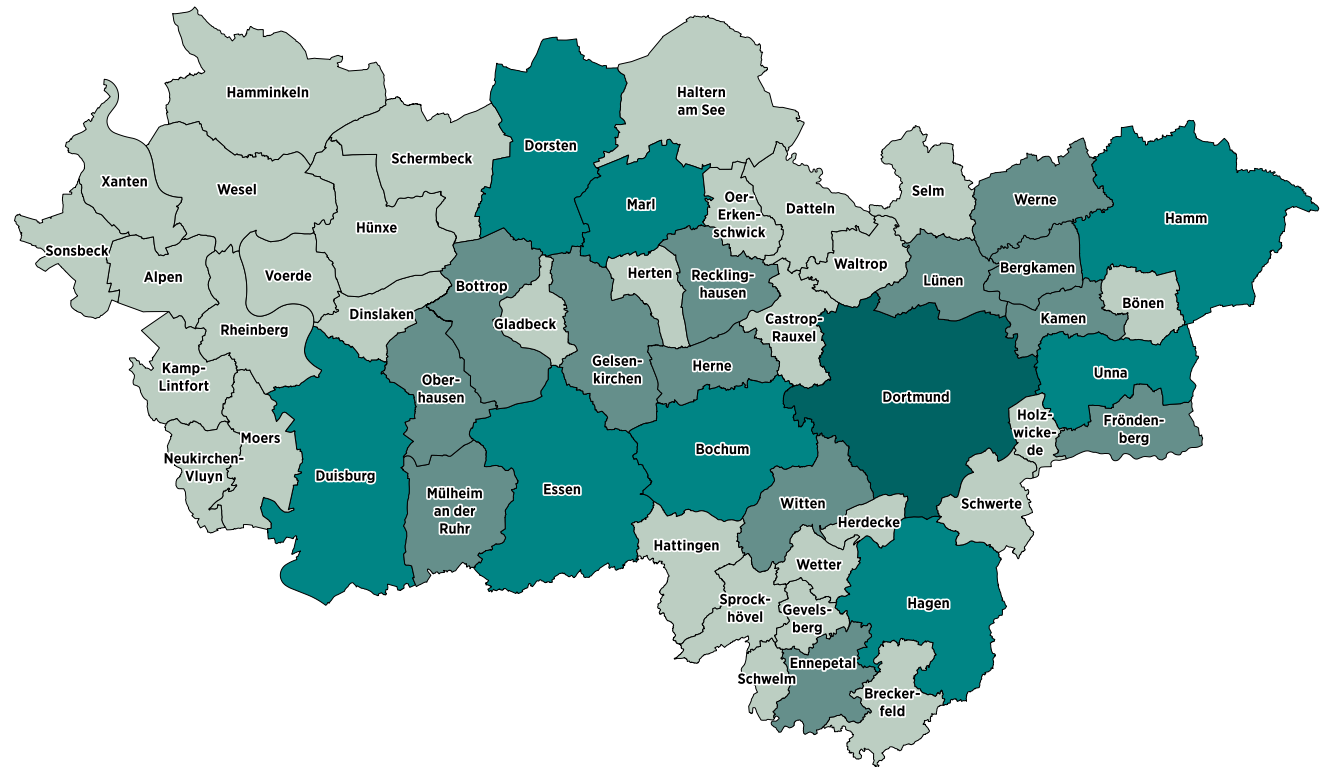 Hamminkeln
Haltern
am See
Dorsten
Schermbeck
Xanten
Wesel
Marl
Oer-
Erken-
schwick
Datteln
Selm
Werne
Hamm
Hünxe
Sonsbeck
Alpen
Voerde
Bottrop
Herten
Reckling-
hausen
Waltrop
Lünen
Bergkamen
Bönen
Dinslaken
Rheinberg
Gladbeck
Castrop-
Rauxel
Kamen
Kamp-
Lintfort
Ober-
hausen
Gelsen-
kirchen
Herne
Dortmund
Unna
Holz-
wicke-
de
Frönden-
berg
Moers
Neukirchen-
Vluyn
Duisburg
Mülheim
an der
Ruhr
Essen
Bochum
Witten
Herdecke
Schwerte
Hattingen
Wetter
Sprock-
hövel
Gevels-
berg
Hagen
Schwelm
Ennepetal
Brecker-
feld